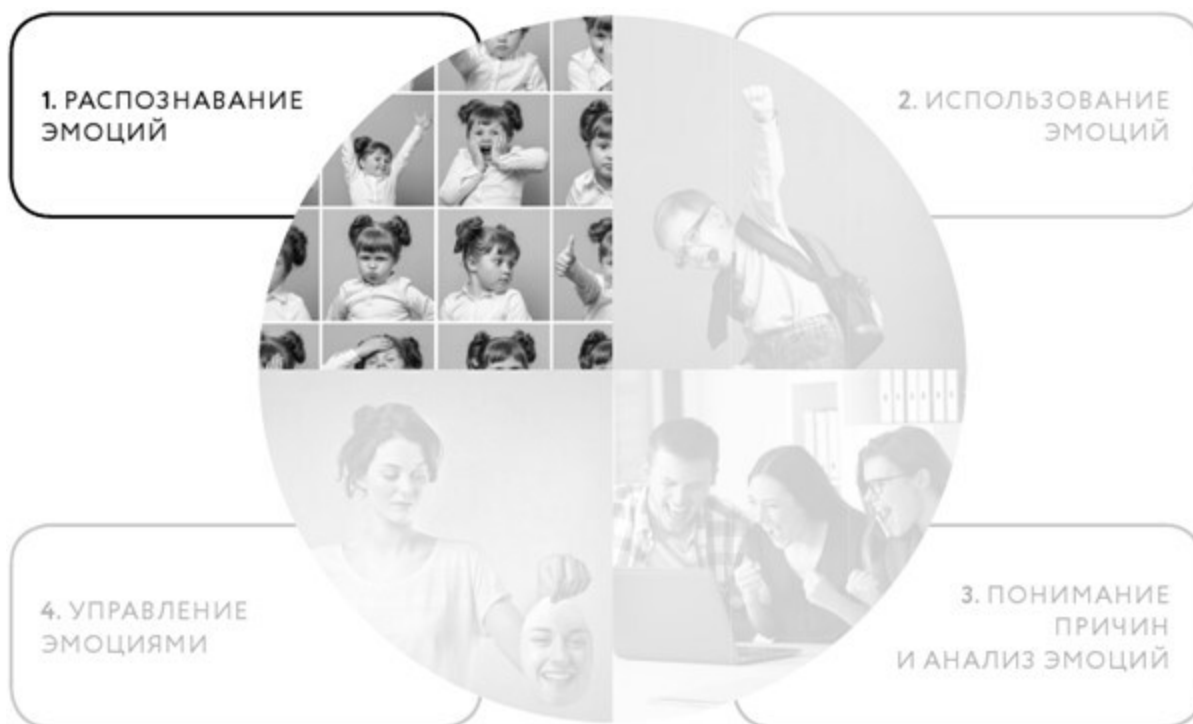 1. РАСПОЗНАВАНИЕ
ЭМОЦИЙ
2. ИСПОЛЬЗОВАНИЕ
ЭМОЦИЙ
3. ПОНИМАНИЕ
ПРИЧИН
И АНАЛИЗ ЭМОЦИЙ
4. УПРАВЛЕНИЕ
ЭМОЦИЯМИ